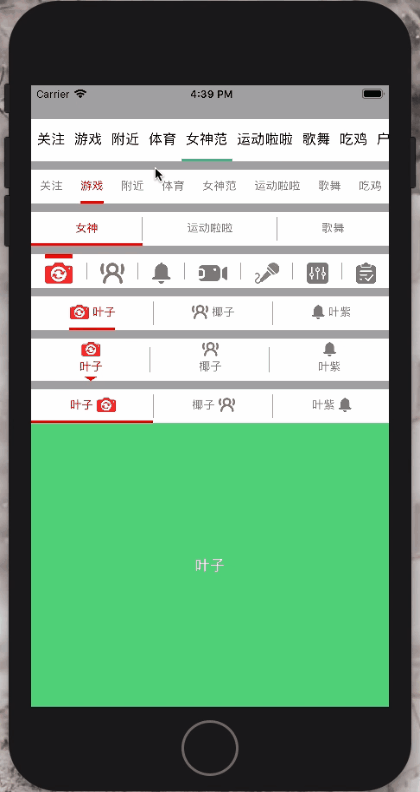 Carrier 4:39 PM
关注 游戏 附近 体育 女神范 运动啦啦 歌舞 吃鸡 户
关注 游戏 附近 体育 女神范 运动啦啦 歌舞 吃鸡
女神 运动啦啦 歌舞
叶子 椰子 叶紫
叶子 椰子 叶紫
叶子 椰子 叶紫
叶子